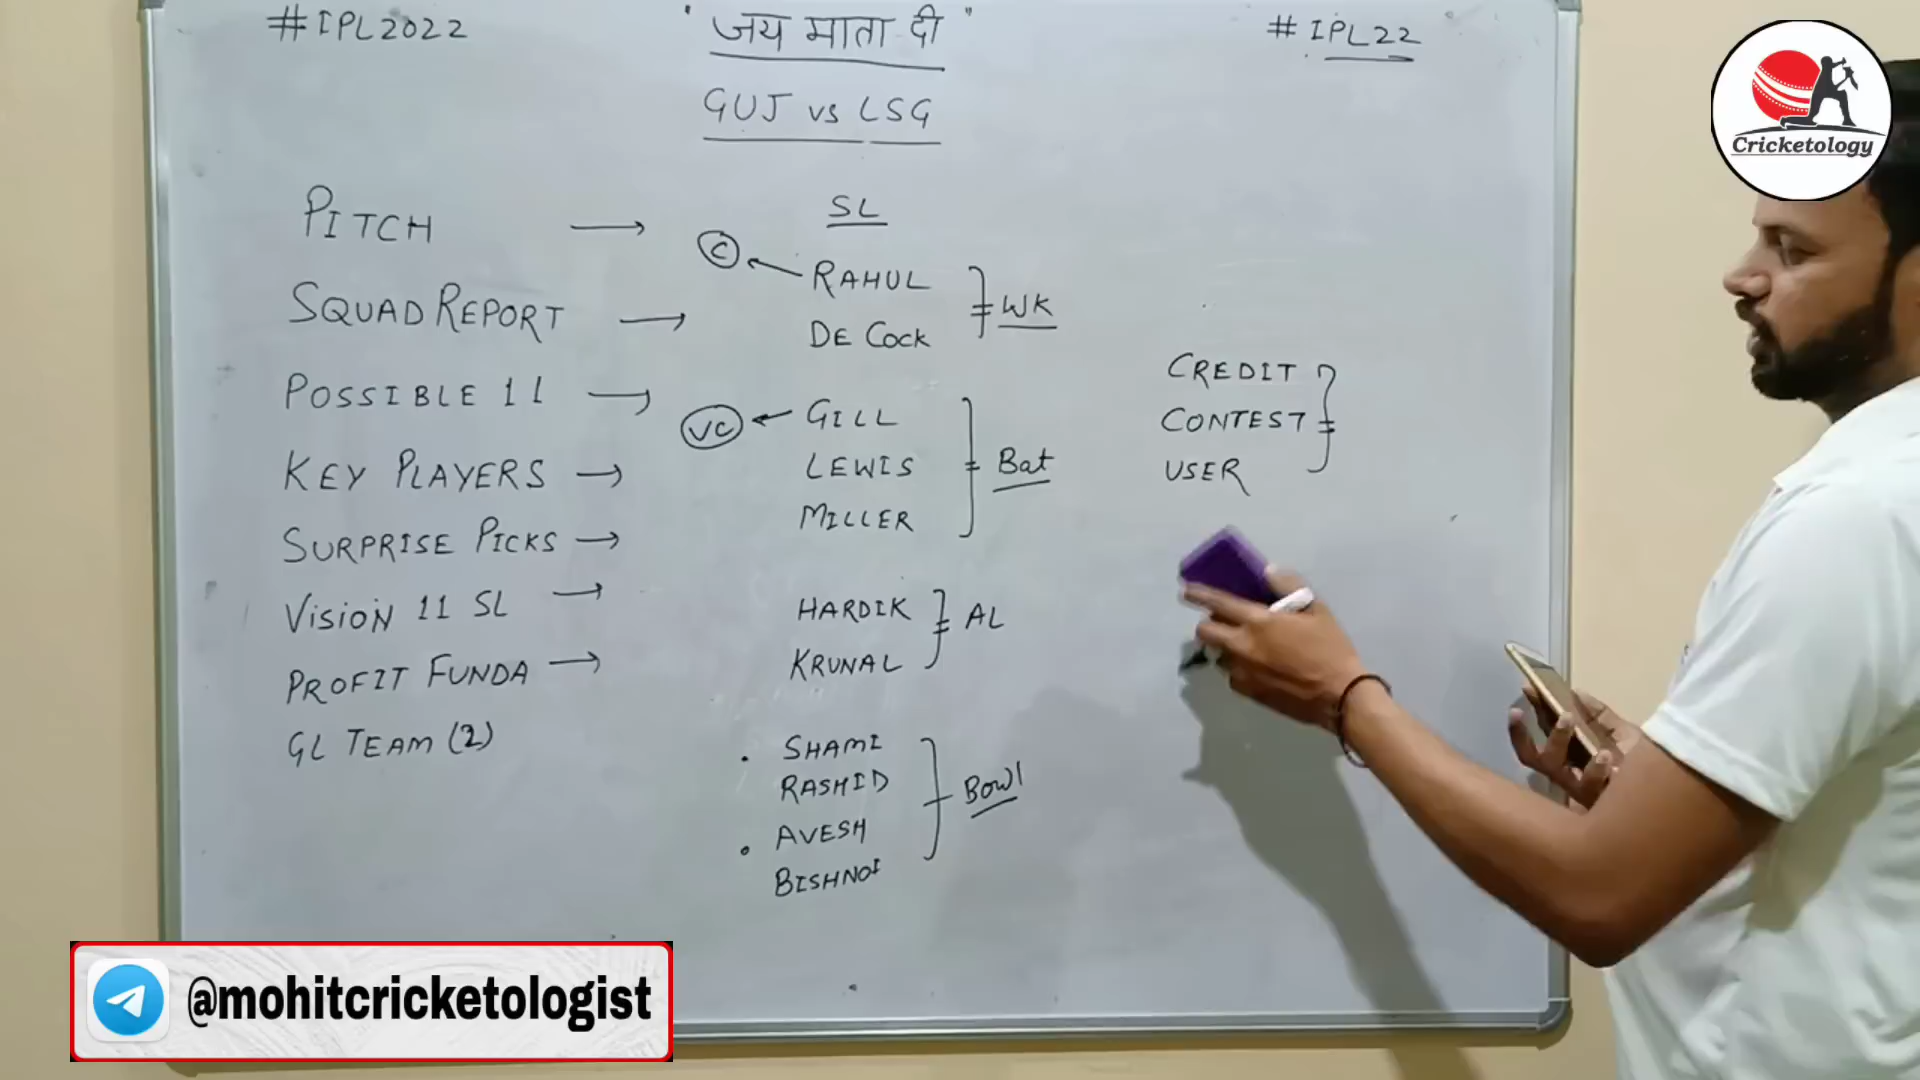 #IPL2022
"जय माता दी"
#IPL22
GUJ vs LSG
PITCH
SQUAD REPORT
POSSIBLE 11
KEY PLAYERS
SURPRISE PICKS
VISION 11 SL
PROFIT FUNDA
GL TEAM (2)
SL
C
RAHUL
DE COCK
WK
VC
GILL
LEWIS
MILLER
Bat
HARDIK
KRUNAL
AL
SHAMI
RASHID
AVESH
BISHNOI
Bowl
CREDIT
CONTEST
USER
Cricketology
@mohitcricketologist